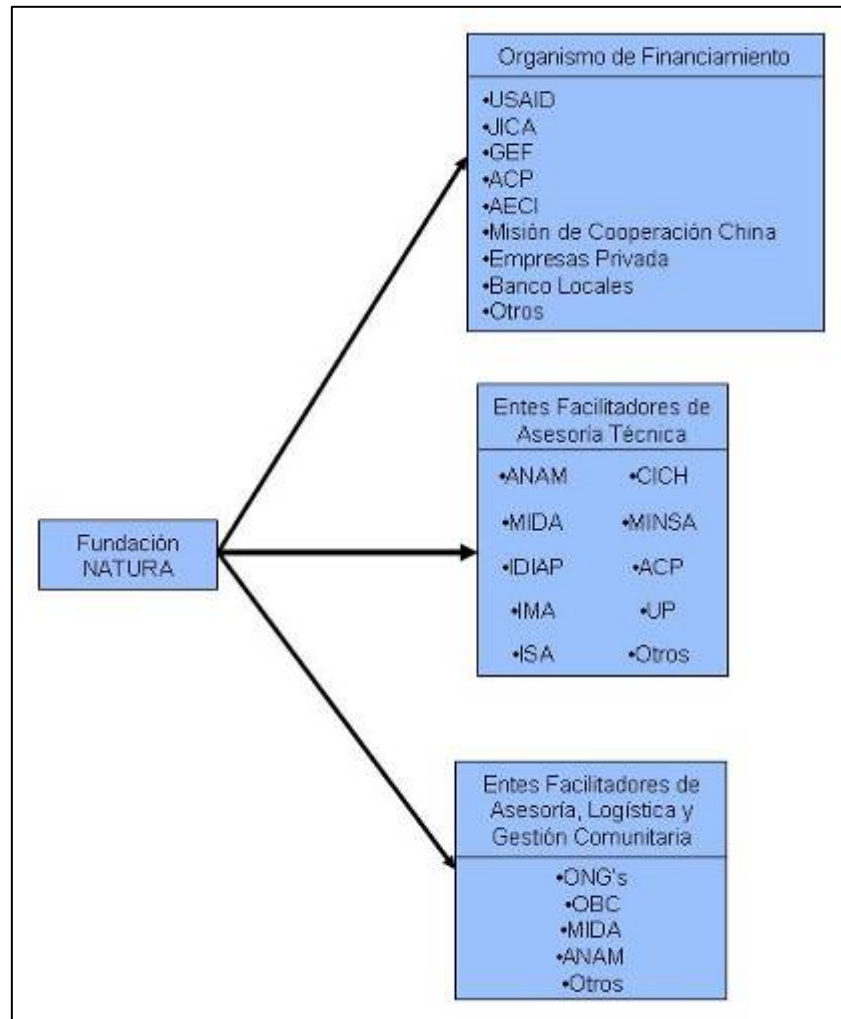 Organismo de Financiamiento
•USAID
•JICA
•GEF
•ACP
•AECI
•Misión de Cooperación China
•Empresas Privada
•Banco Locales
•Otros
Entes Facilitadores de
Asesoría Técnica
•ANAM •CICH
•MIDA •MINSA
•IDIAP •ACP
•IMA •UP
•ISA •Otros
Fundación
NATURA
Entes Facilitadores de
Asesoría, Logística y
Gestión Comunitaria
•ONG's
•OBC
•MIDA
•ANAM
•Otros